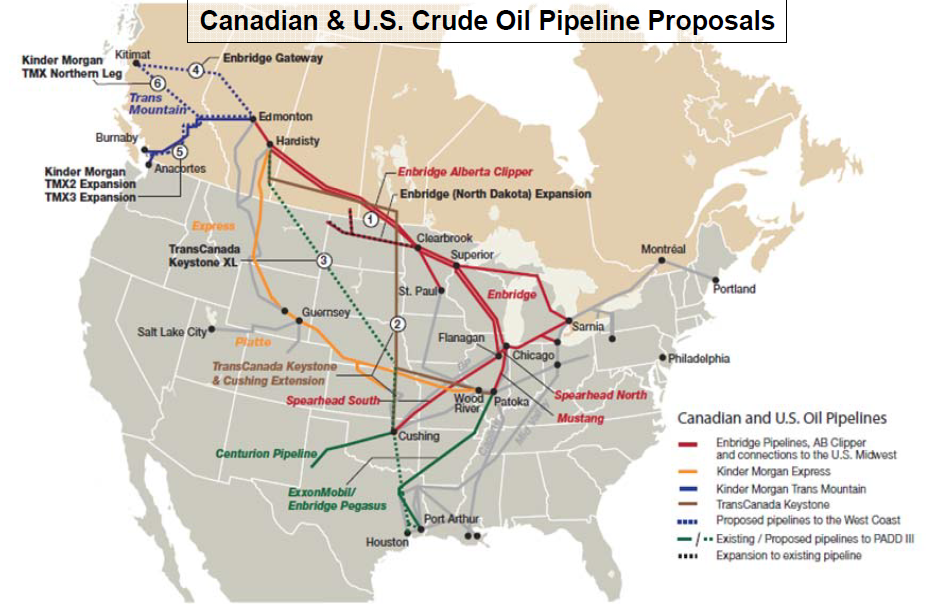 Canadian & U.S. Crude Oil Pipeline Proposals
Kinder Morgan
TMX Northern Leg
Kitimat
4
Enbridge Gateway
6
Trans
Mountain
Edmonton
Burnaby
Hardisty
5
Anacortes
Kinder Morgan
TMX2 Expansion
TMX3 Expansion
Enbridge Alberta Clipper
Enbridge (North Dakota) Expansion
1
Express
TransCanada
Keystone XL
3
Clearbrook
Superior
Montréal
Portland
St. Paul
Enbridge
Guernsey
Salt Lake City
2
Sarnia
Platte
Flanagan
Chicago
Philadelphia
TransCanada Keystone
& Cushing Extension
Spearhead South
Wood
River
Patoka
Spearhead North
Mustang
Cushing
Centurion Pipeline
ExxonMobil/
Enbridge Pegasus
Port Arthur
Houston
Canadian and U.S. Oil Pipelines
Enbridge Pipelines, AB Clipper
and connections to the U.S. Midwest
Kinder Morgan Express
Kinder Morgan Trans Mountain
TransCanada Keystone
Proposed pipelines to the West Coast
Existing / Proposed pipelines to PADD III
Expansion to existing pipeline